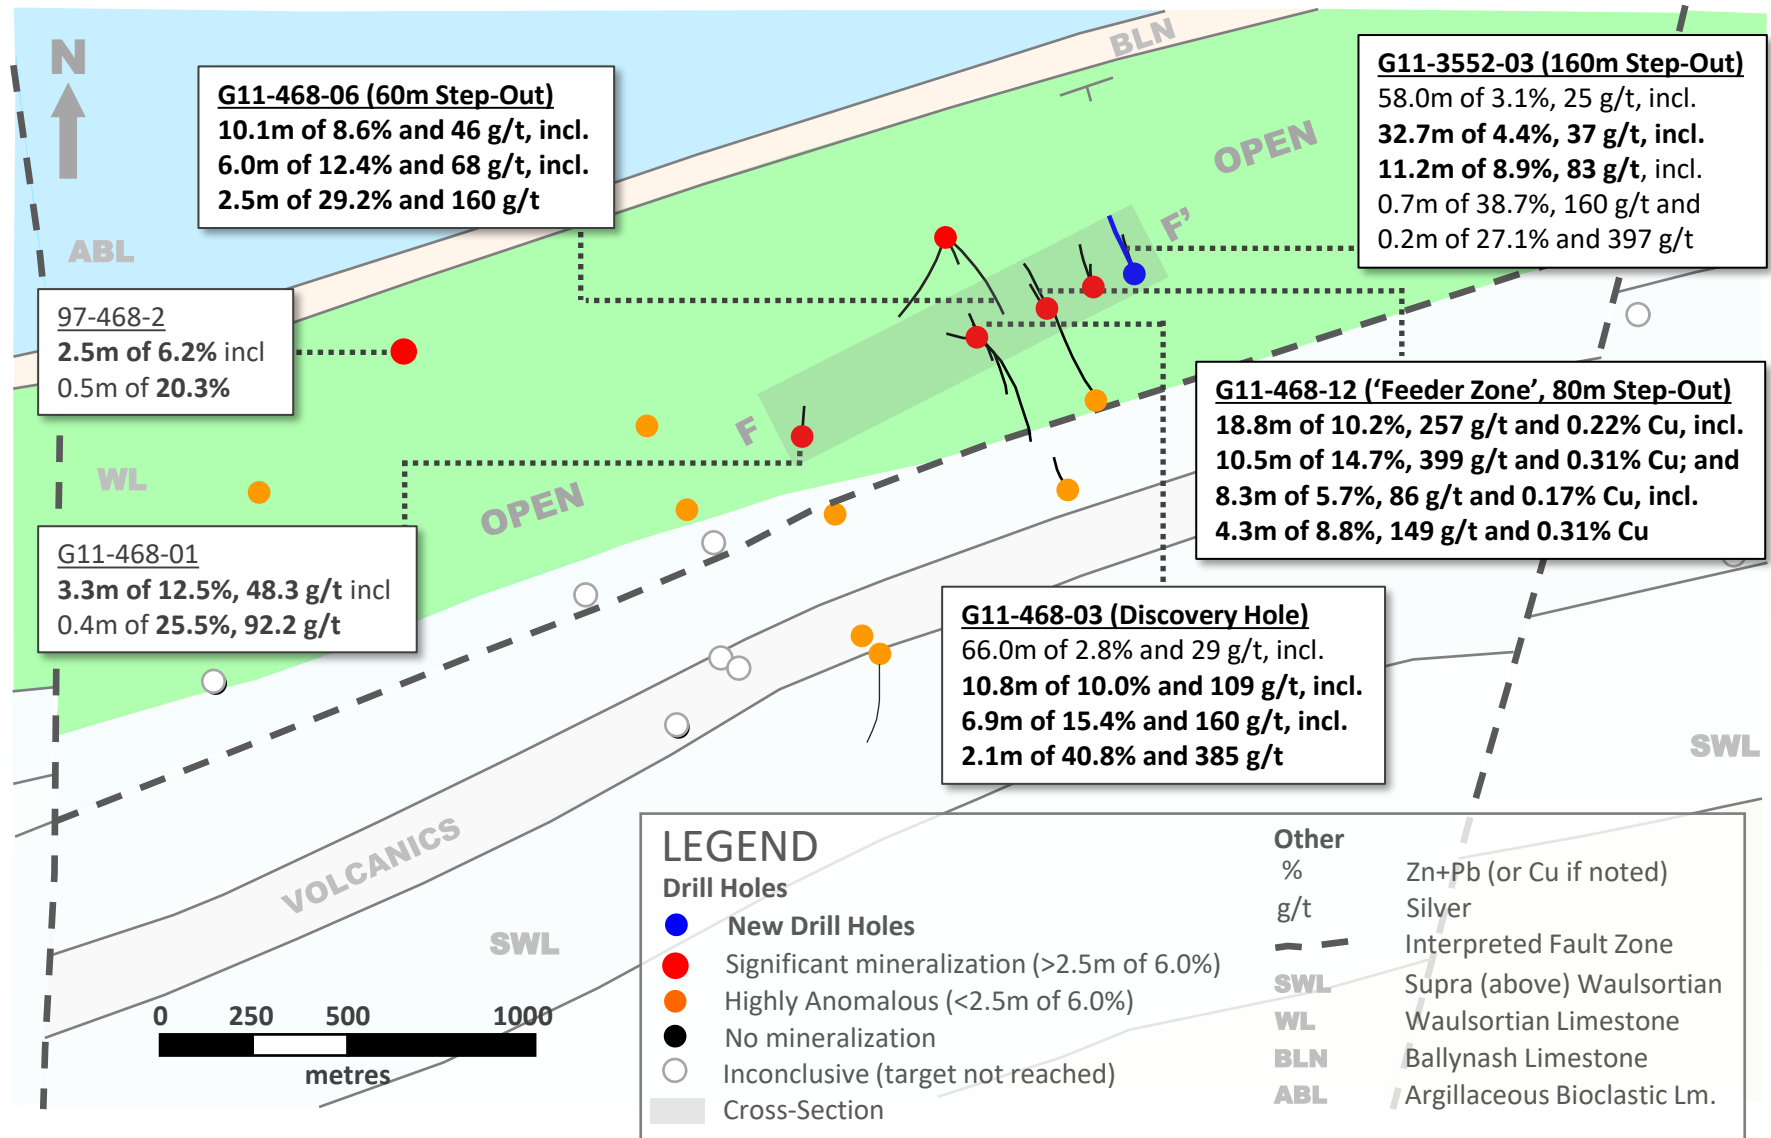 N
BLN
G11-468-06 (60m Step-Out)
10.1m of 8.6% and 46 g/t, incl.
6.0m of 12.4% and 68 g/t, incl.
2.5m of 29.2% and 160 g/t
G11-3552-03 (160m Step-Out)
58.0m of 3.1%, 25 g/t, incl.
32.7m of 4.4%, 37 g/t, incl.
11.2m of 8.9%, 83 g/t, incl.
0.7m of 38.7%, 160 g/t and
0.2m of 27.1% and 397 g/t
OPEN
ABL
F'
97-468-2
2.5m of 6.2% incl
0.5m of 20.3%
F
WL
OPEN
G11-468-12 (‘Feeder Zone’, 80m Step-Out)
18.8m of 10.2%, 257 g/t and 0.22% Cu, incl.
10.5m of 14.7%, 399 g/t and 0.31% Cu; and
8.3m of 5.7%, 86 g/t and 0.17% Cu, incl.
4.3m of 8.8%, 149 g/t and 0.31% Cu
G11-468-01
3.3m of 12.5%, 48.3 g/t incl
0.4m of 25.5%, 92.2 g/t
G11-468-03 (Discovery Hole)
66.0m of 2.8% and 29 g/t, incl.
10.8m of 10.0% and 109 g/t, incl.
6.9m of 15.4% and 160 g/t, incl.
2.1m of 40.8% and 385 g/t
SWL
VOLCANICS
SWL
0 250 500 1000
metres
LEGEND
Drill Holes
New Drill Holes
Significant mineralization (>2.5m of 6.0%)
Highly Anomalous (<2.5m of 6.0%)
No mineralization
Inconclusive (target not reached)
Cross-Section
Other
% Zn+Pb (or Cu if noted)
g/t Silver
Interpreted Fault Zone
SWL Supra (above) Waulsortian
WL Waulsortian Limestone
BLN Ballynash Limestone
ABL Argillaceous Bioclastic Lm.